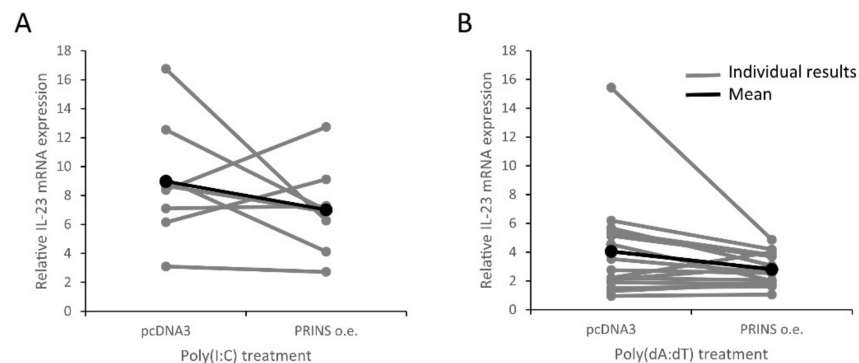 A
Relative IL-23 mRNA expression
18
16
14
12
10
8
6
4
2
0
pcDNA3 PRINS o.e.
Poly(I:C) treatment
B
Relative IL-23 mRNA expression
18
16
14
12
10
8
6
4
2
0
Individual results
Mean
pcDNA3 PRINS o.e.
Poly(dA:dT) treatment